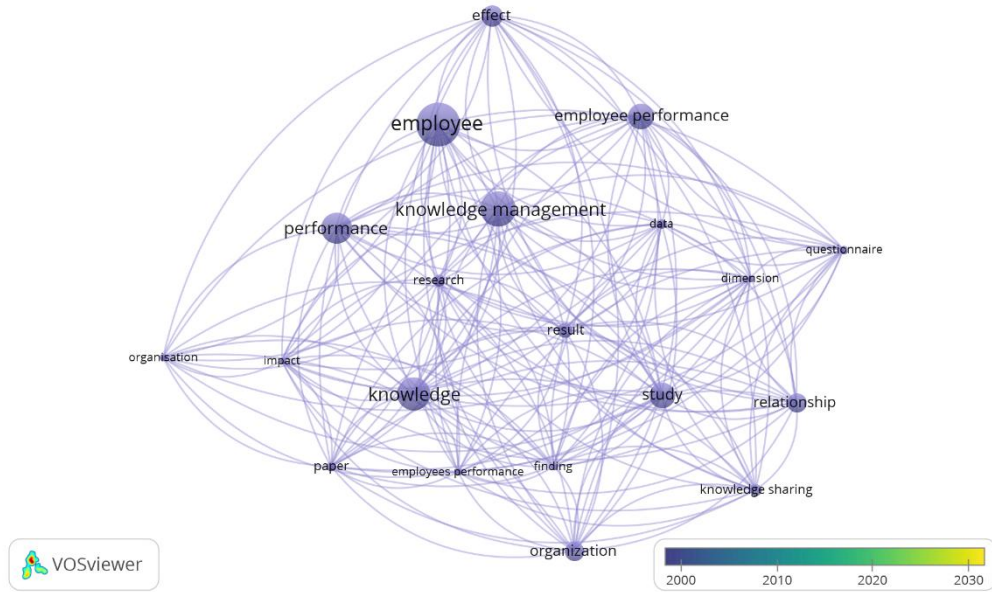 effect
employee
employee performance
knowledge management
performance
data
questionnaire
research
dimension
result
organisation
impact
knowledge
study
relationship
paper
employees performance
finding
knowledge sharing
organization
VOSviewer
2000 2010 2020 2030